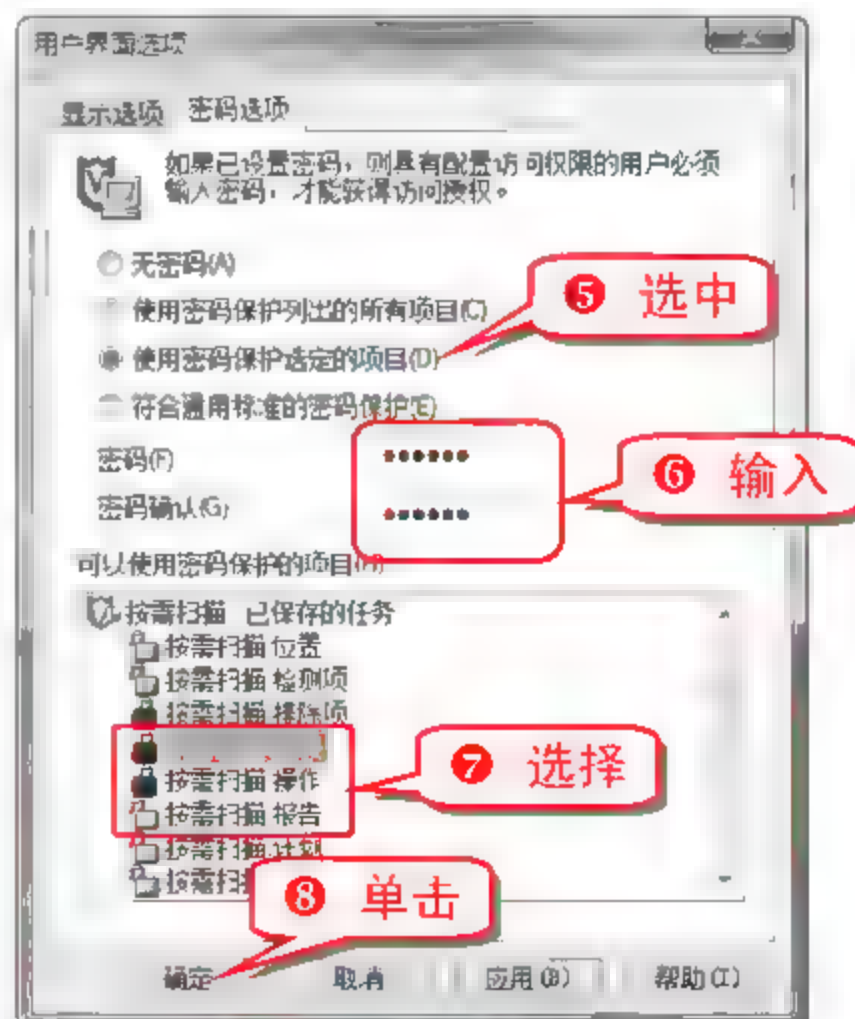 用户界面选项
显示选项 密码选项
如果已设置密码，则具有配置访问权限的用户必须
输入密码，才能获得访问授权。
无密码(A)
使用密码保护列出的所有项目(C)
❺ 选中
使用密码保护选定的项目(D)
符合通用标准的密码保护(E)
密码(F)
❻ 输入
密码确认(G)
可以使用密码保护的项目(H)
按需扫描 已保存的任务
按需扫描 位置
按需扫描 检测项
按需扫描 排除项
❼ 选择
按需扫描 操作
按需扫描 报告
按需扫描 计划
按需扫
❽ 单击
确定 取消 应用(B) 帮助(I)